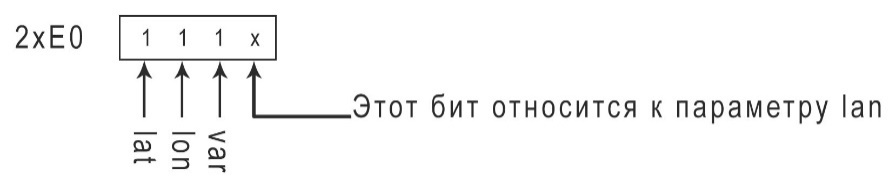 2xE0 1 1 1 x
Этот бит относится к параметру lan
lat lon var